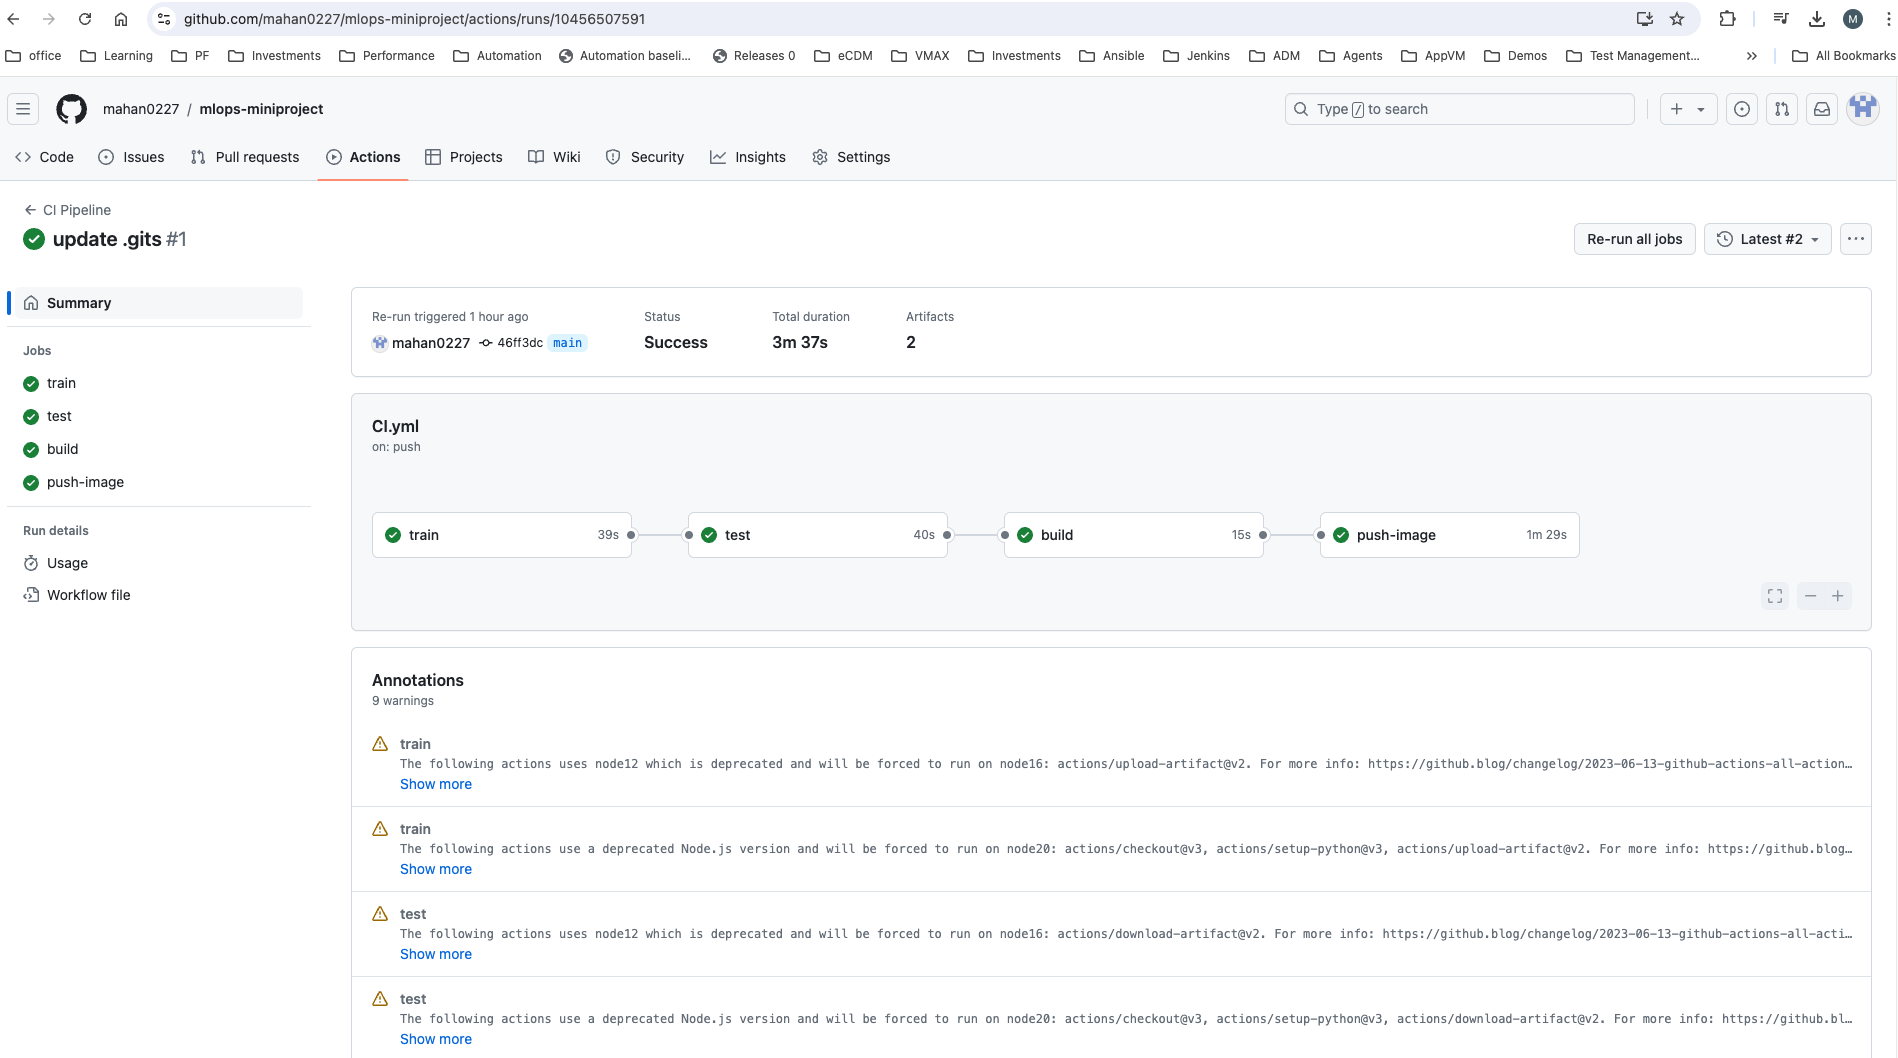 github.com/mahan0227/mlops-miniproject/actions/runs/10456507591
M
office Learning PF Investments Performance Automation Automation baseli... Releases 0 eCDM VMAX Investments Ansible Jenkins ADM Agents AppVM Demos Test Management... » All Bookmarks
mahan0227 / mlops-miniproject
Type / to search
Code Issues Pull requests Actions Projects Wiki Security Insights Settings
← CI Pipeline
update .gits #1
Re-run all jobs Latest #2 ...
Summary
Jobs
train
test
build
push-image
Run details
Usage
Workflow file
Re-run triggered 1 hour ago Status Total duration Artifacts
mahan0227 46ff3dc main Success 3m 37s 2
CI.yml
on: push
train 39s test 40s build 15s push-image 1m 29s
Annotations
9 warnings
train
The following actions uses node12 which is deprecated and will be forced to run on node16: actions/upload-artifact@v2. For more info: https://github.blog/changelog/2023-06-13-github-actions-all-action…
Show more
train
The following actions use a deprecated Node.js version and will be forced to run on node20: actions/checkout@v3, actions/setup-python@v3, actions/upload-artifact@v2. For more info: https://github.blog…
Show more
test
The following actions uses node12 which is deprecated and will be forced to run on node16: actions/download-artifact@v2. For more info: https://github.blog/changelog/2023-06-13-github-actions-all-acti…
Show more
test
The following actions use a deprecated Node.js version and will be forced to run on node20: actions/checkout@v3, actions/setup-python@v3, actions/download-artifact@v2. For more info: https://github.bl…
Show more